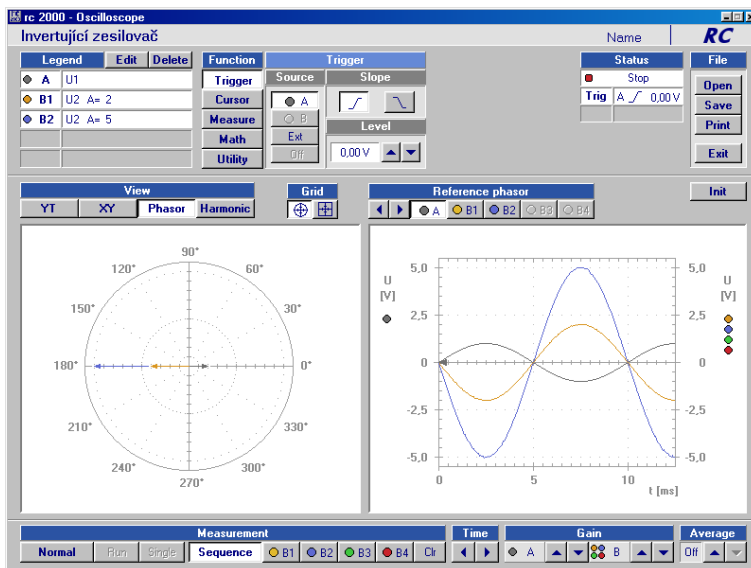 rc 2000 - Oscilloscope
Invertující zesilovač
Name
RC
Legend Edit Delete
A U1
B1 U2 A= 2
B2 U2 A= 5
Function
Trigger
Cursor
Measure
Math
Utility
Trigger
Source Slope
A
B
Ext
Off
Level
0,00 V
Status
Stop
Trig A 0,00 V
File
Open
Save
Print
Exit
View
YT XY Phasor Harmonic
Grid
Reference phasor
A B1 B2 B3 B4
Init
90°
120° 60°
150° 30°
180° 0°
210° 330°
240° 300°
270°
U
[V]
5,0
2,5
0
-2,5
-5,0
5,0
2,5
0
-2,5
-5,0
U
[V]
0 5 10
t [ms]
Measurement
Normal Run Single Sequence B1 B2 B3 B4 Clr
Time
Gain
A B
Average
Off